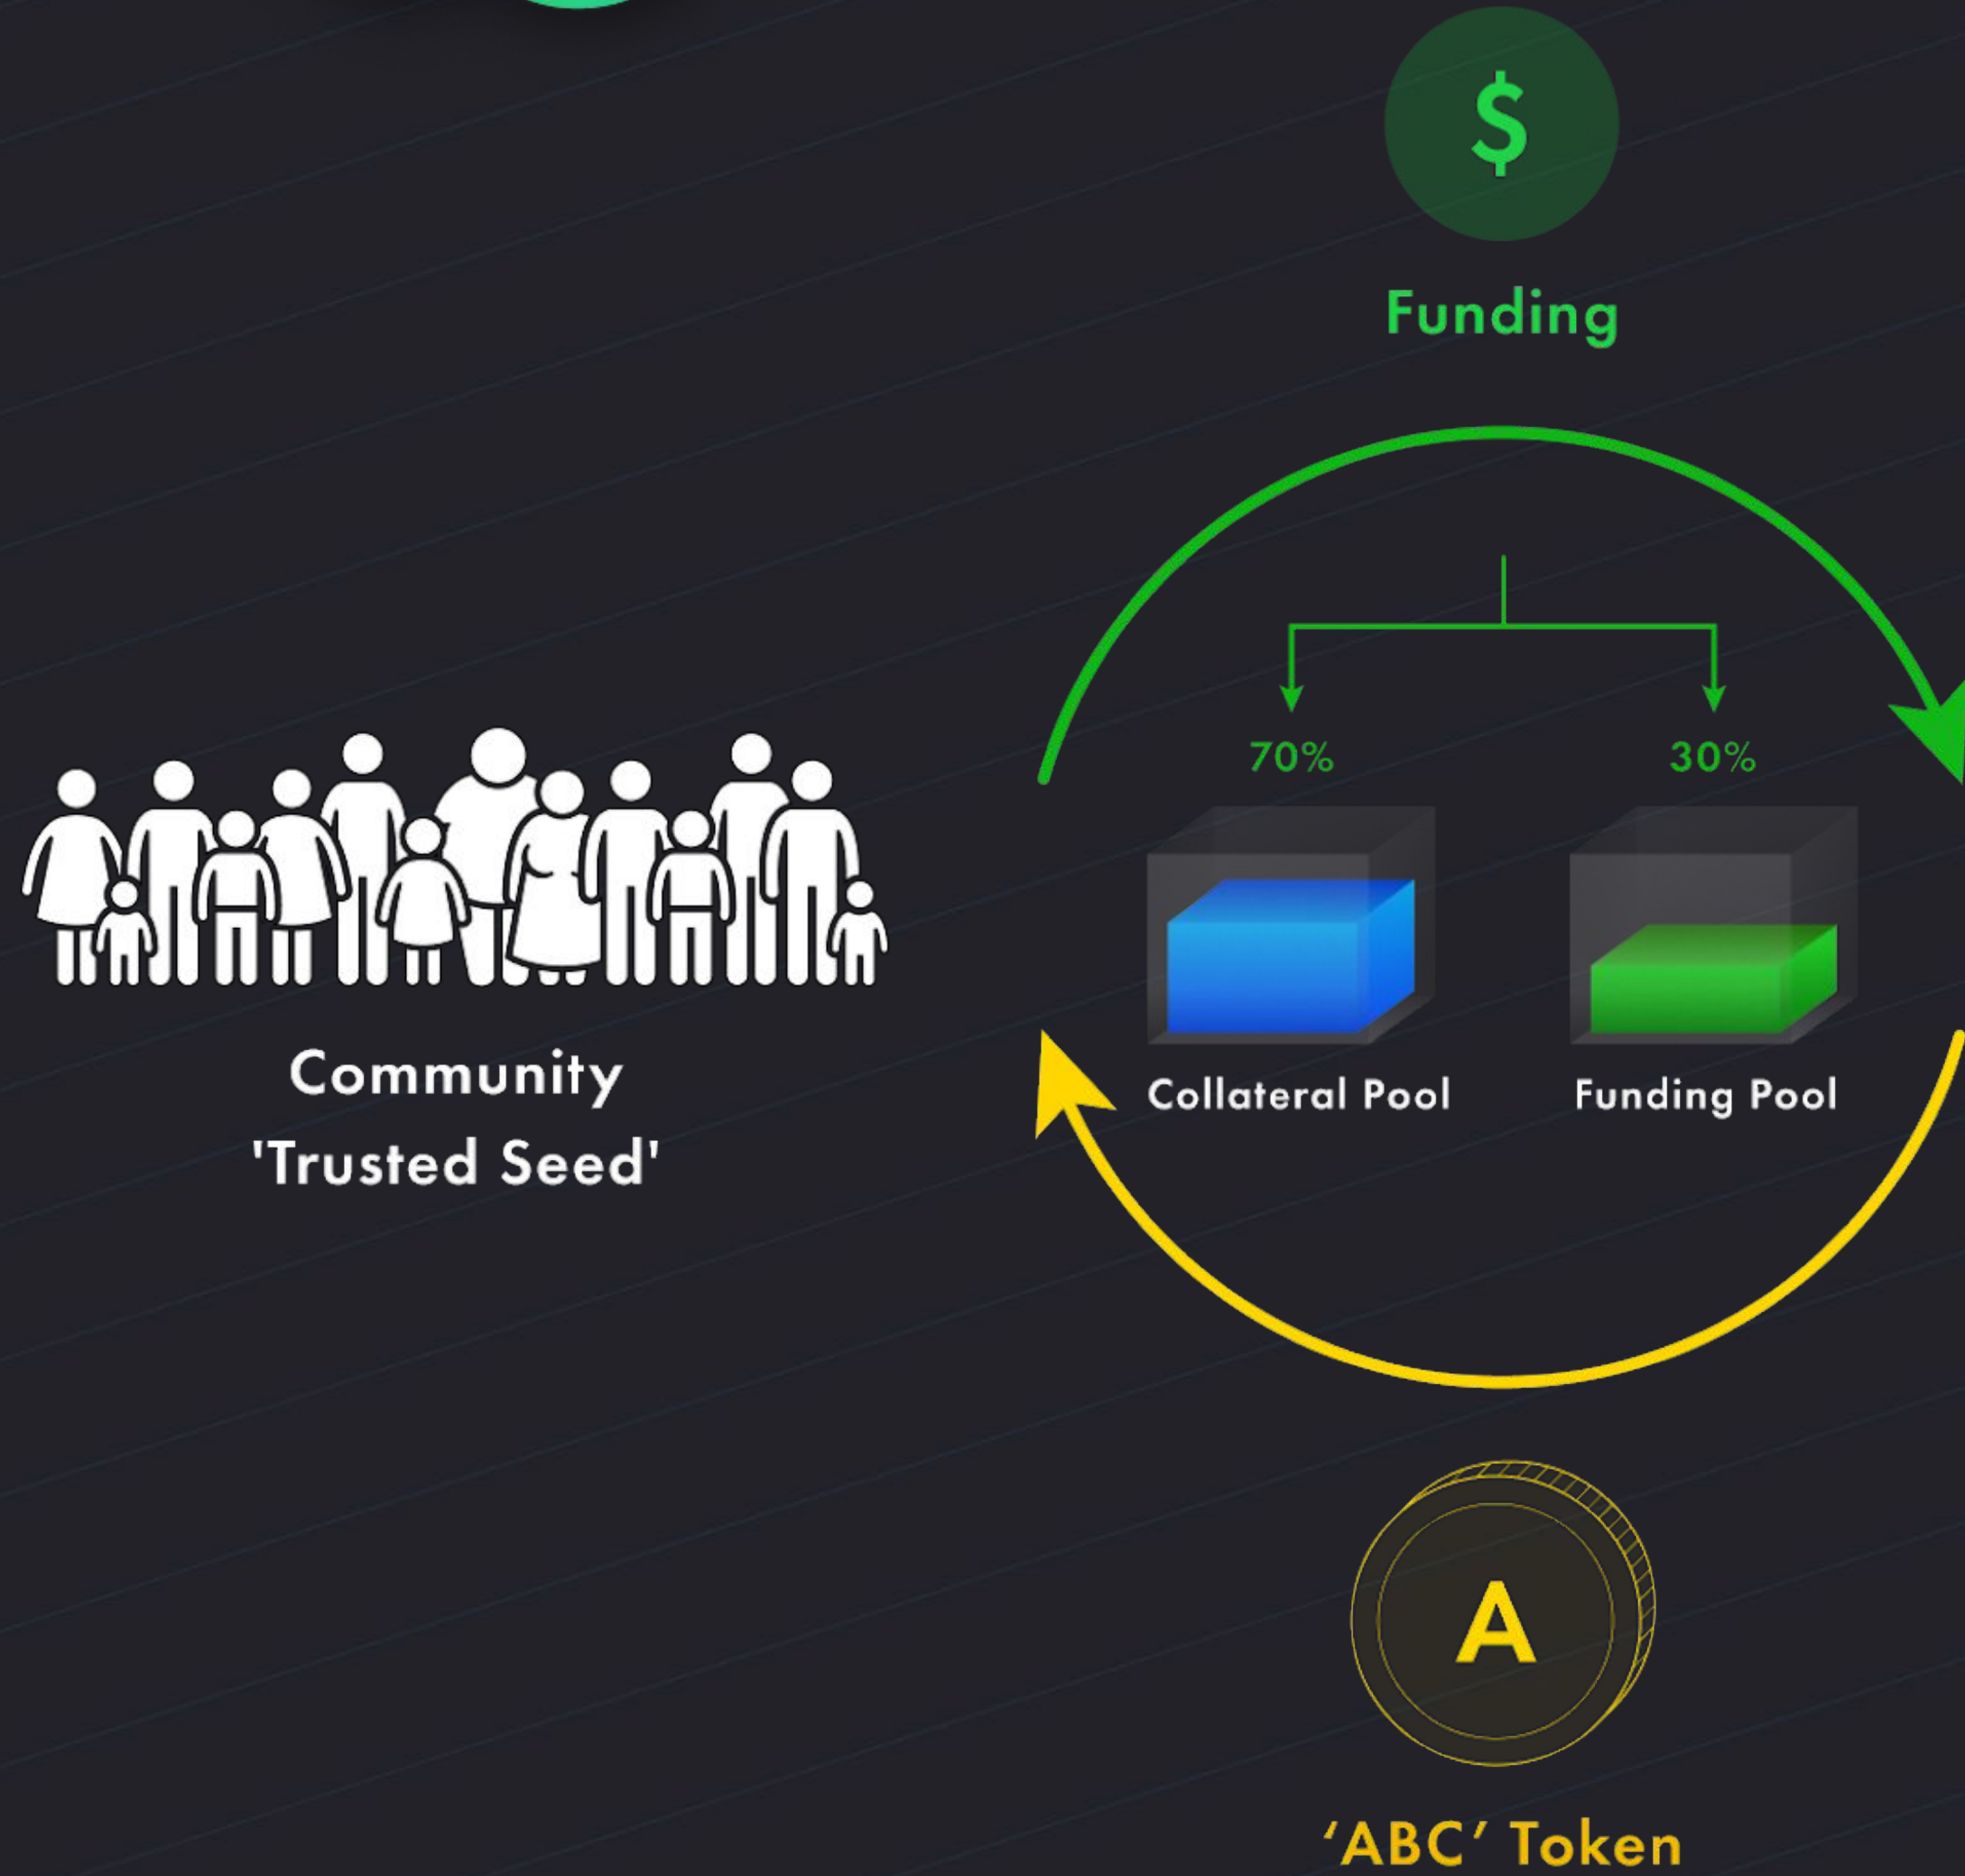 $
Funding
70%
30%
Collateral Pool
Funding Pool
Community
'Trusted Seed'
A
‘ABC’ Token